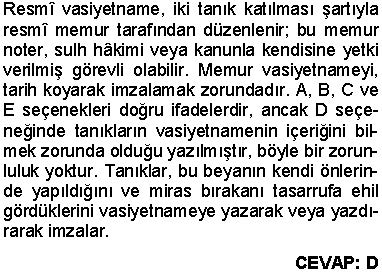 Resmî vasiyetname, iki tanık katılması şartıyla
resmî memur tarafından düzenlenir; bu memur
noter, sulh hâkimi veya kanunla kendisine yetki
verilmiş görevli olabilir. Memur vasiyetnameyi,
tarih koyarak imzalamak zorundadır. A, B, C ve
E seçenekleri doğru ifadelerdir, ancak D seçe-
neğinde tanıkların vasiyetnamenin içeriğini bil-
mek zorunda olduğu yazılmıştır, böyle bir zorun-
luluk yoktur. Tanıklar, bu beyanın kendi önlerin-
de yapıldığını ve miras bırakanı tasarrufa ehil
gördüklerini vasiyetnameye yazarak veya yazdı-
rarak imzalar.
CEVAP: D